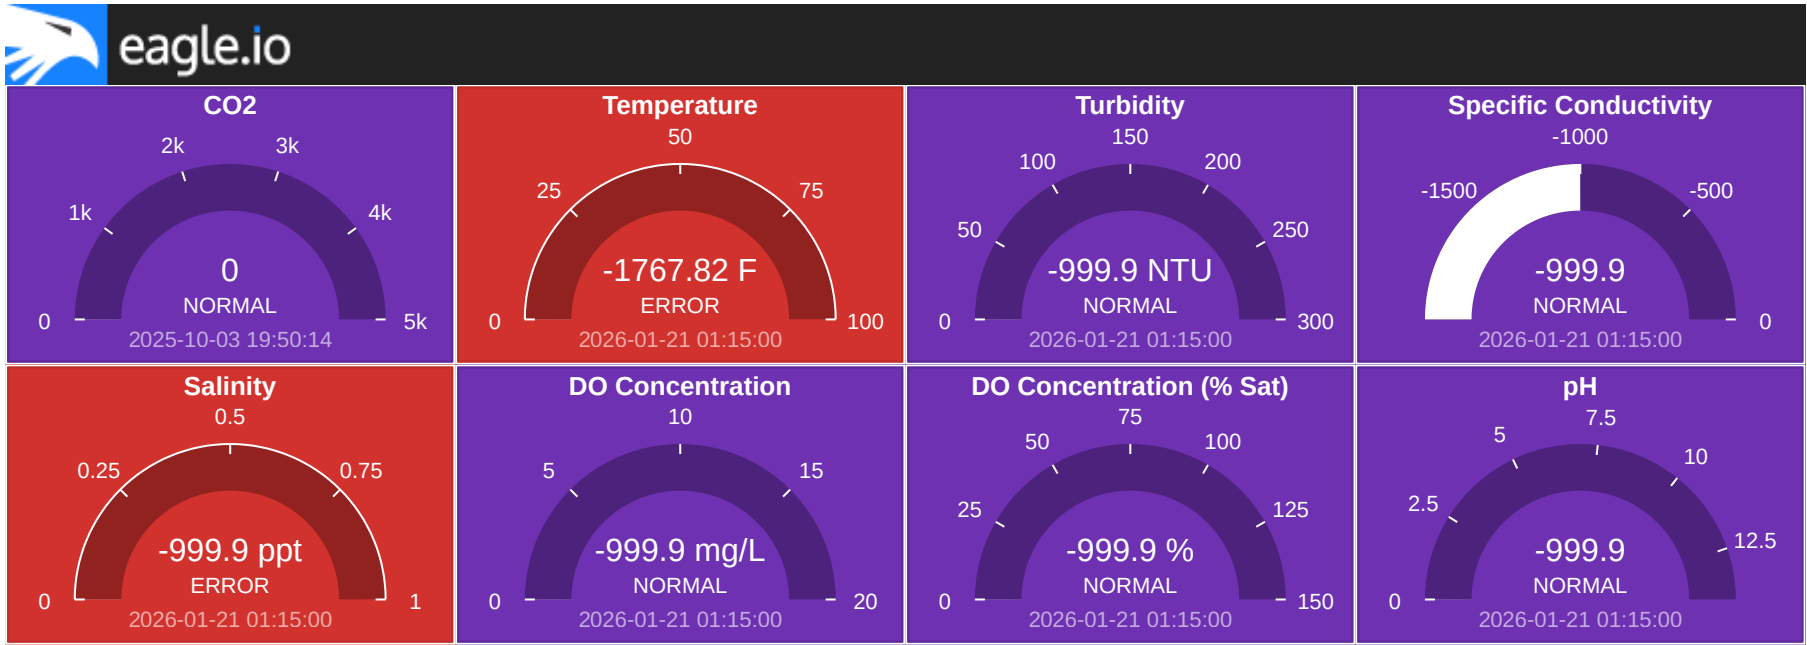 eagle.io
CO2
2k
3k
1k
4k
0
NORMAL
0
5k
2025-10-03 19:50:14
Temperature
50
25
75
-1767.82 F
ERROR
0
100
2026-01-21 01:15:00
Turbidity
150
100
200
50
250
-999.9 NTU
NORMAL
0
300
2026-01-21 01:15:00
Specific Conductivity
-1000
-1500
-500
-999.9
NORMAL
0
2026-01-21 01:15:00
Salinity
0.5
0.25
0.75
-999.9 ppt
ERROR
0
1
2026-01-21 01:15:00
DO Concentration
10
5
15
-999.9 mg/L
NORMAL
0
20
2026-01-21 01:15:00
DO Concentration (% Sat)
75
50
100
25
125
-999.9 %
NORMAL
0
150
2026-01-21 01:15:00
pH
7.5
5
10
2.5
12.5
-999.9
NORMAL
0
2026-01-21 01:15:00